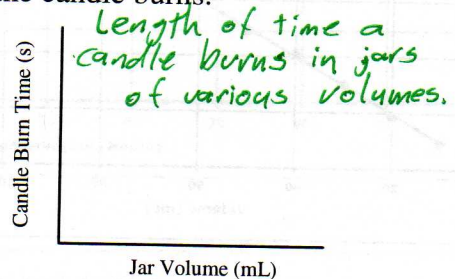 the candle burns.
Length of time a
candle burns in jars
of various volumes.
Candle Burn Time (s)
Jar Volume (mL)